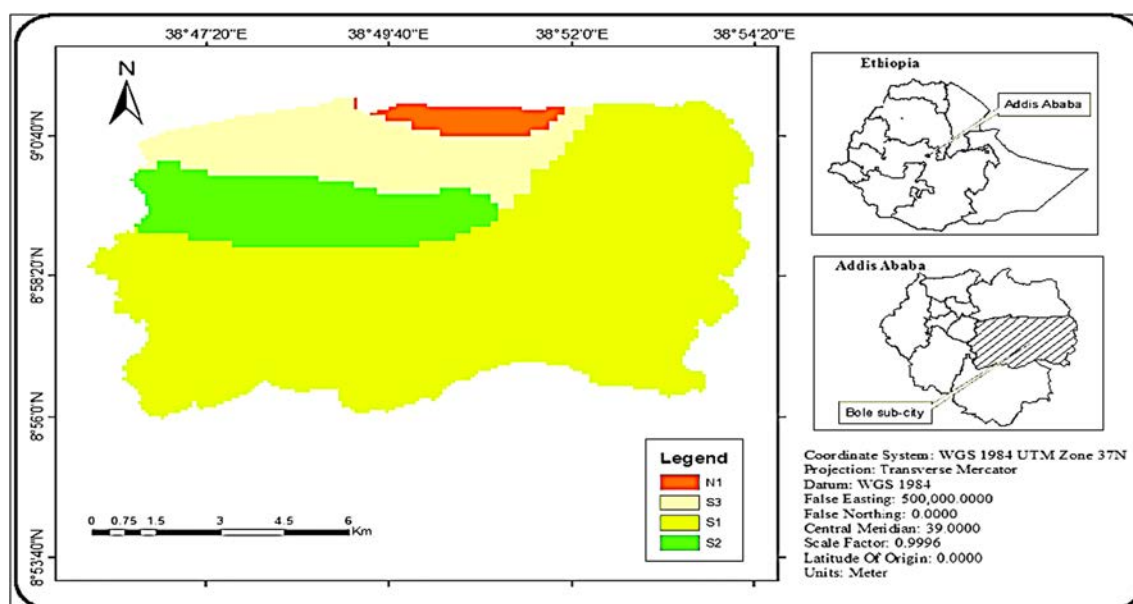 38°47'20"E 38°49'40"E 38°52'0"E 38°54'20"E
N
9°0'40"N
8°58'20"N
8°56'0"N
8°53'40"N
Legend
N1
S3
S1
S2
0 0.75 1.5 3 4.5 6
Km
Ethiopia
Addis Ababa
Addis Ababa
Bole sub-city
Coordinate System: WGS 1984 UTM Zone 37N
Projection: Transverse Mercator
Datum: WGS 1984
False Easting: 500,000.0000
False Northing: 0.0000
Central Meridian: 39.0000
Scale Factor: 0.9996
Latitude Of Origin: 0.0000
Units: Meter